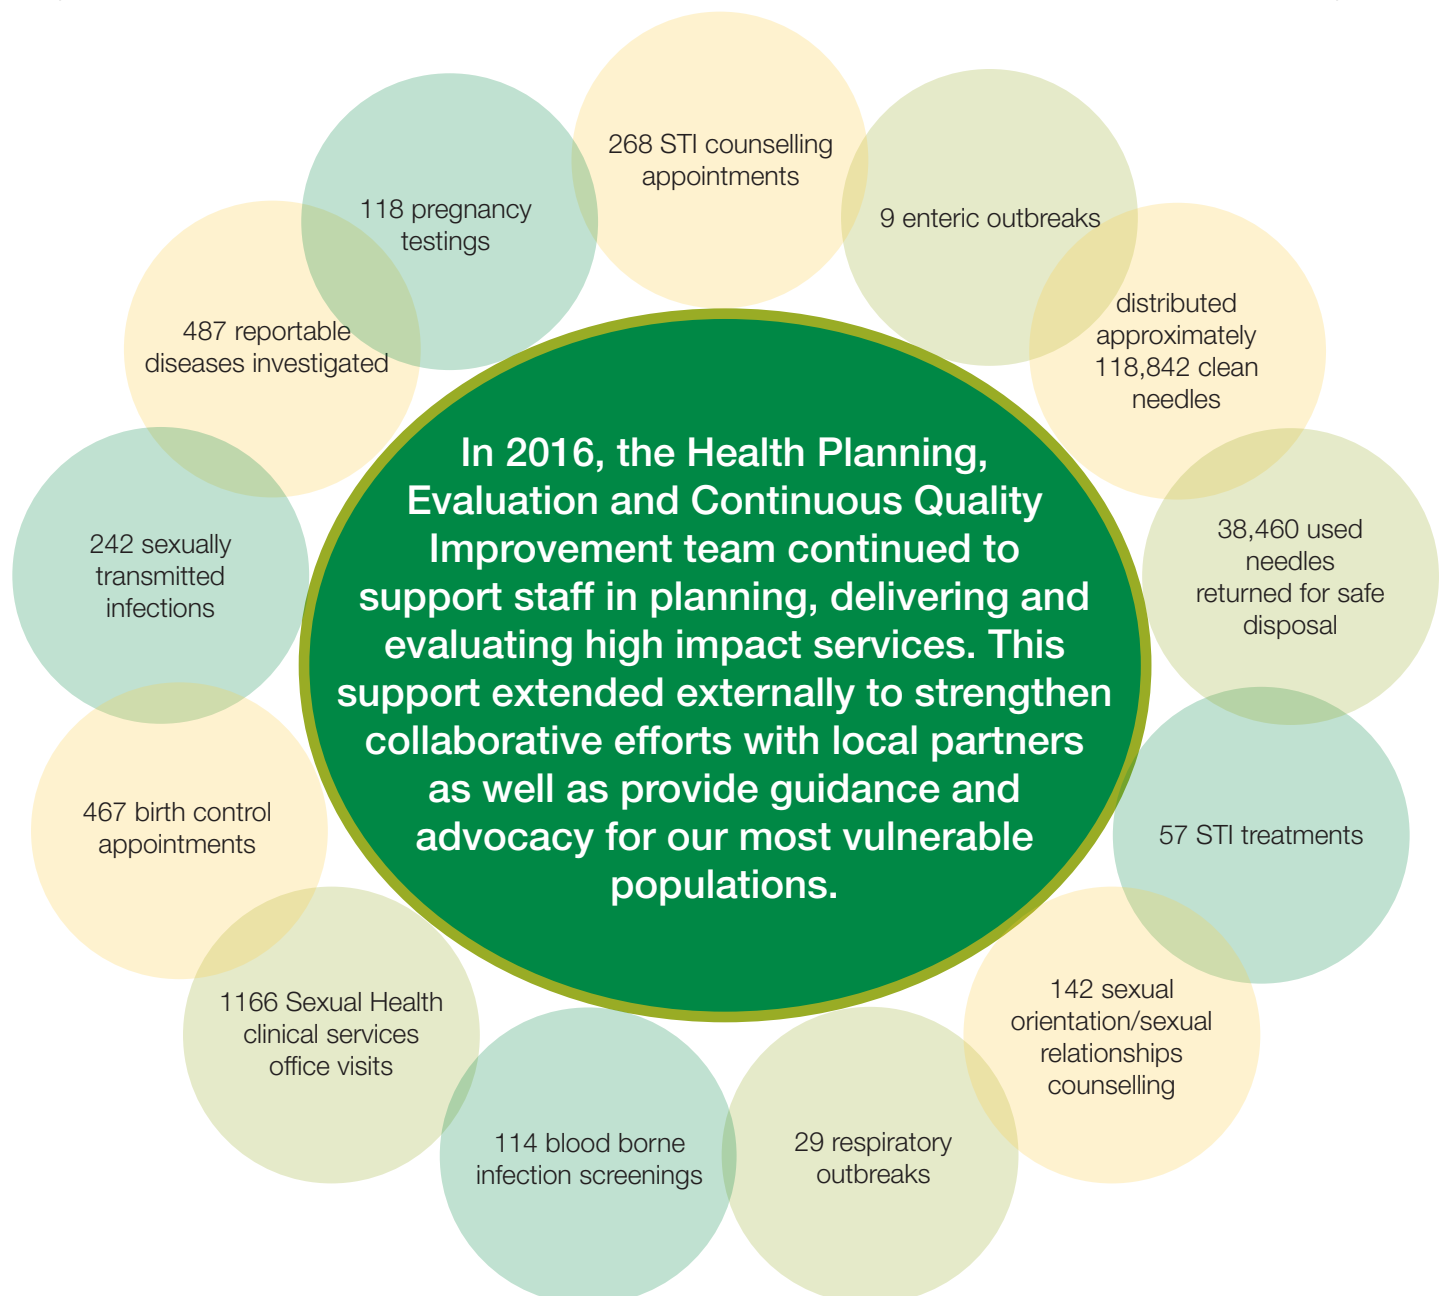 268 STI counselling
appointments
9 enteric outbreaks
distributed
approximately
118,842 clean
needles
38,460 used
needles
returned for safe
disposal
57 STI treatments
142 sexual
orientation/sexual
relationships
counselling
29 respiratory
outbreaks
114 blood borne
infection screenings
1166 Sexual Health
clinical services
office visits
467 birth control
appointments
242 sexually
transmitted
infections
487 reportable
diseases investigated
118 pregnancy
testings
In 2016, the Health Planning,
Evaluation and Continuous Quality
Improvement team continued to
support staff in planning, delivering and
evaluating high impact services. This
support extended externally to strengthen
collaborative efforts with local partners
as well as provide guidance and
advocacy for our most vulnerable
populations.